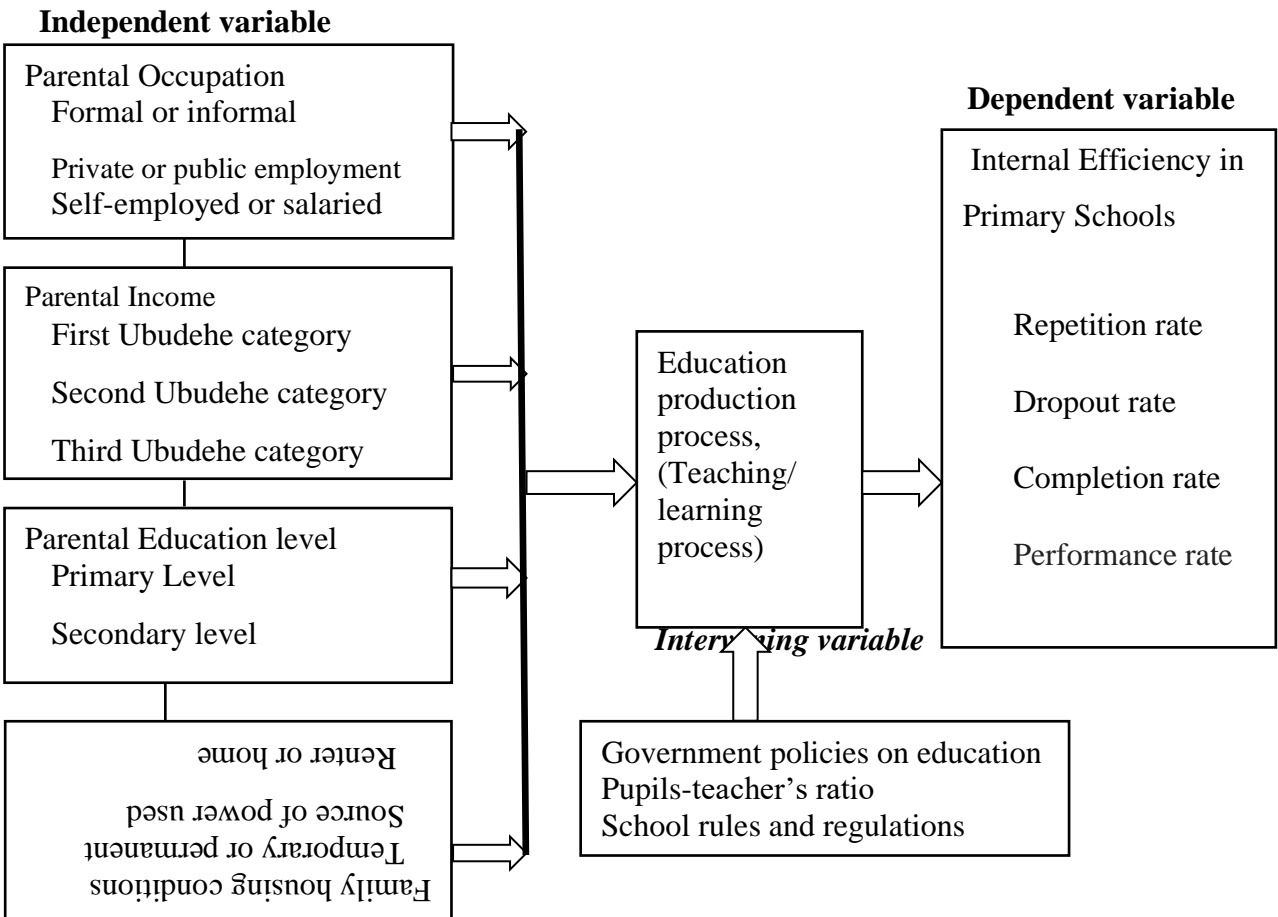 Independent variable
Parental Occupation
Formal or informal
Private or public employment
Self-employed or salaried
Parental Income
First Ubudehe category
Second Ubudehe category
Third Ubudehe category
Parental Education level
Primary Level
Secondary level
Family housing conditions
Temporary or permanent
Source of power used
Renter or home
Education
production
process,
(Teaching/
learning
process)
Intervening variable
Government policies on education
Pupils-teacher’s ratio
School rules and regulations
Dependent variable
Internal Efficiency in
Primary Schools
Repetition rate
Dropout rate
Completion rate
Performance rate